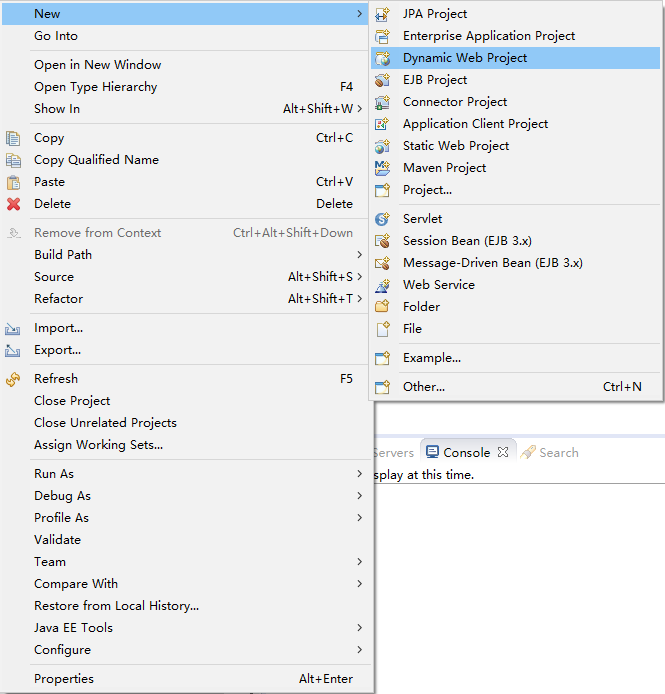 New
Go Into
Open in New Window
Open Type Hierarchy F4
Show In Alt+Shift+W
Copy Ctrl+C
Copy Qualified Name
Paste Ctrl+V
Delete Delete
Remove from Context Ctrl+Alt+Shift+Down
Build Path
Source Alt+Shift+S
Refactor Alt+Shift+T
Import...
Export...
Refresh F5
Close Project
Close Unrelated Projects
Assign Working Sets...
Run As
Debug As
Profile As
Validate
Team
Compare With
Restore from Local History...
Java EE Tools
Configure
Properties Alt+Enter
JPA Project
Enterprise Application Project
Dynamic Web Project
EJB Project
Connector Project
Application Client Project
Static Web Project
Maven Project
Project...
Servlet
Session Bean (EJB 3.x)
Message-Driven Bean (EJB 3.x)
Web Service
Folder
File
Example...
Other... Ctrl+N
Servers Console Search
splay at this time.